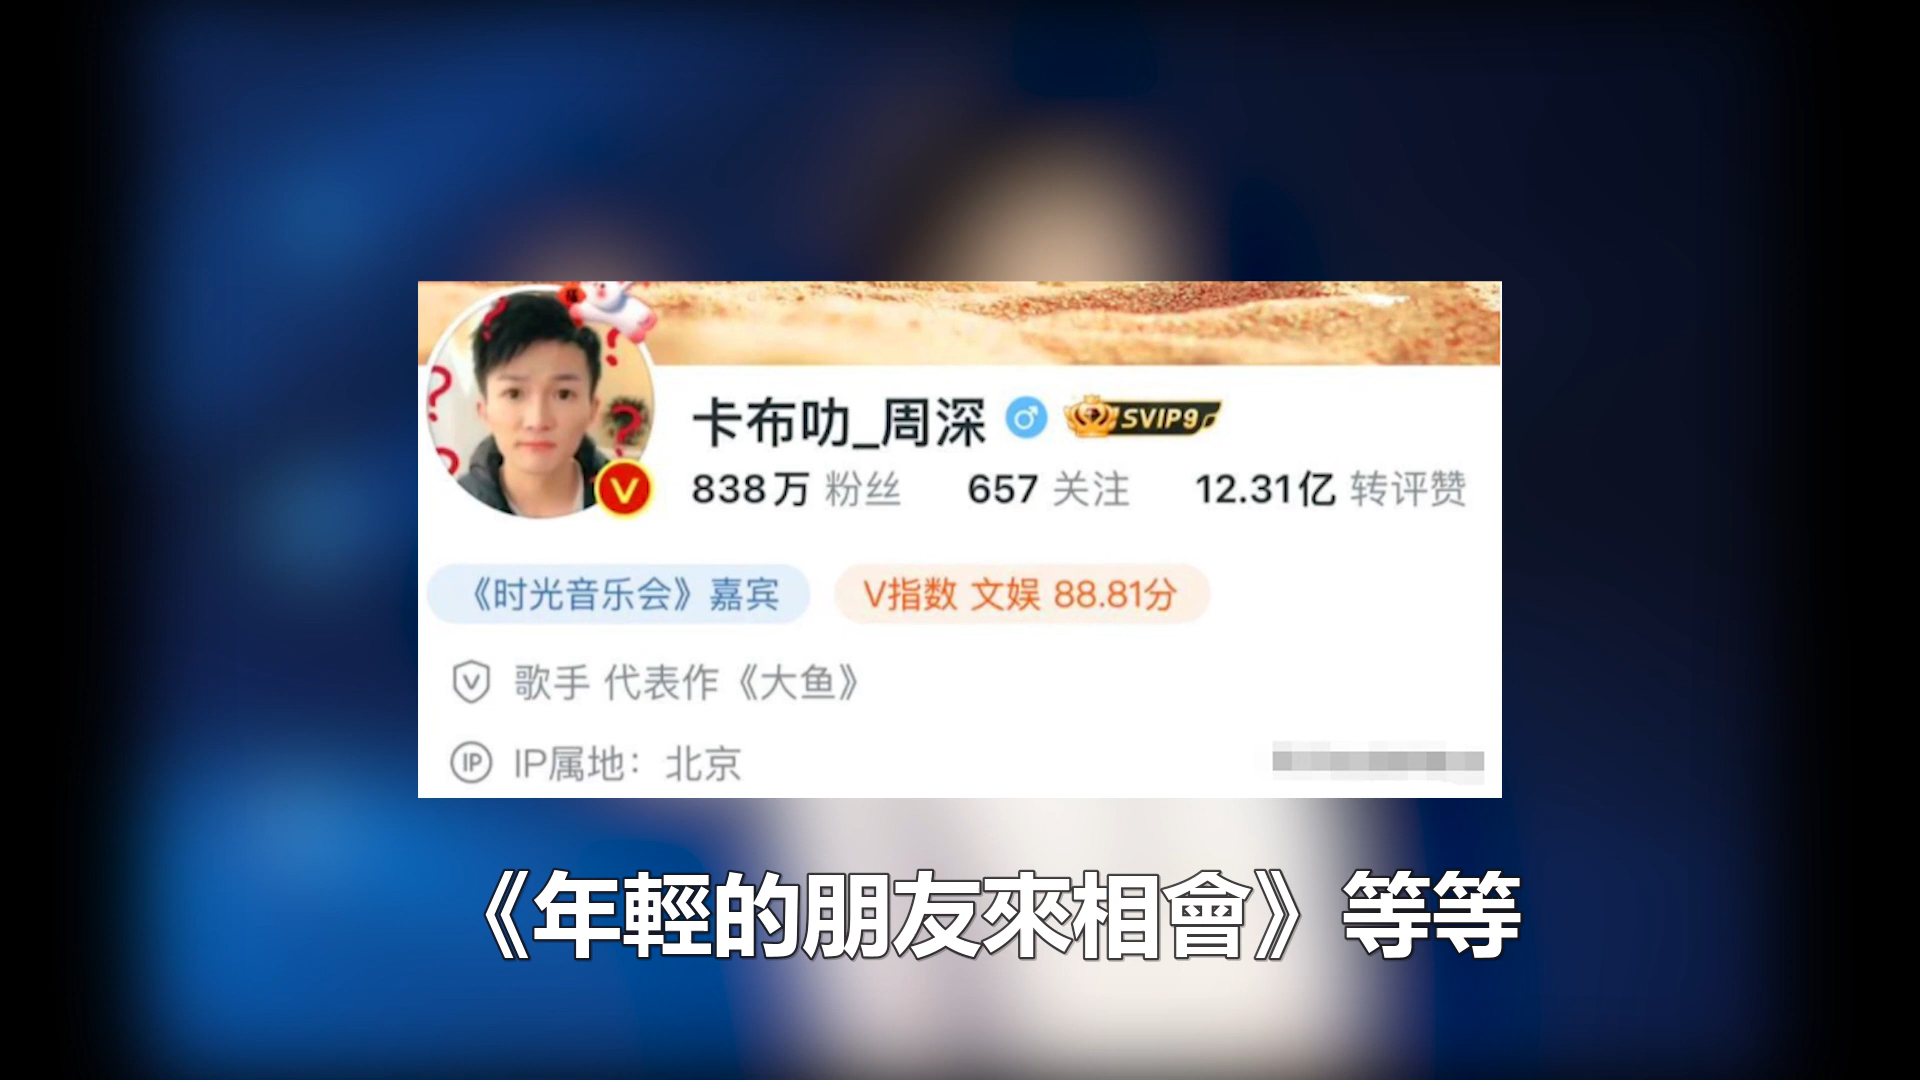 卡布叻_周深 SVIP9
838万 粉丝 657 关注 12.31亿 转评赞
《时光音乐会》嘉宾 V指数 文娱 88.81分
歌手 代表作《大鱼》
IP IP属地：北京
《年輕的朋友來相會》等等